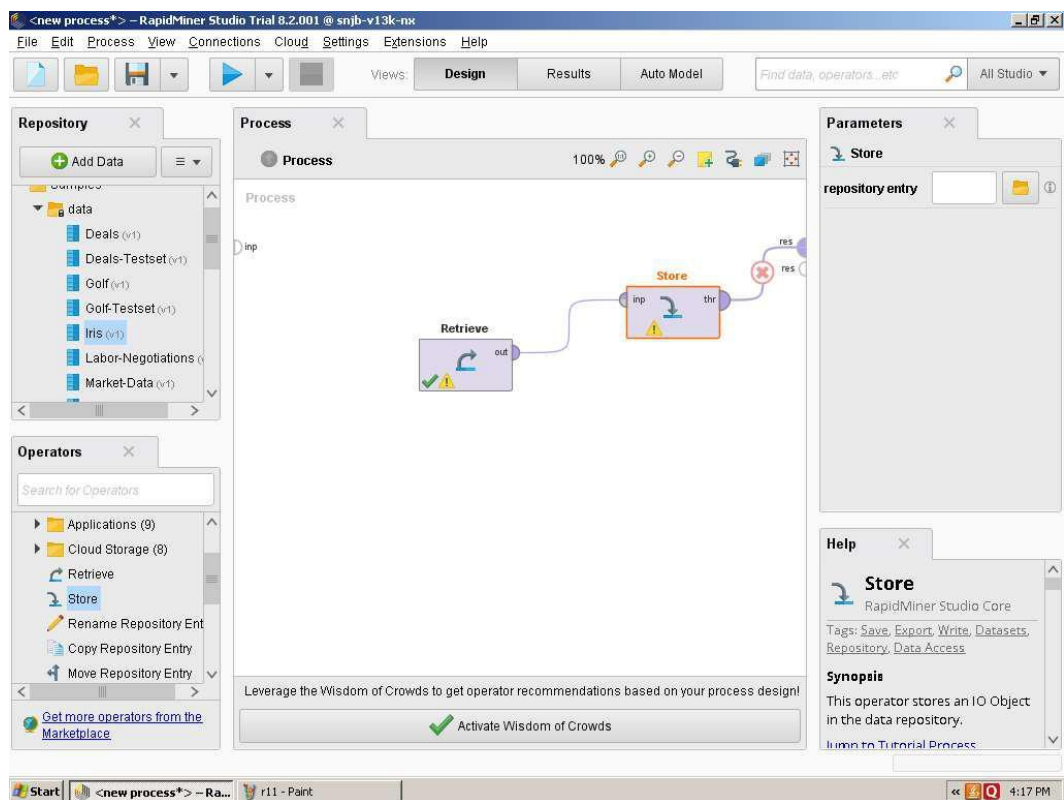 <new process*> – RapidMiner Studio Trial 8.2.001 @ snjb-v13k-nx
File Edit Process View Connections Cloud Settings Extensions Help
Views: Design Results Auto Model
Find data, operators...etc
All Studio
Repository
Add Data
Samples
data
Deals (v1)
Deals-Testset (v1)
Golf (v1)
Golf-Testset (v1)
Iris (v1)
Labor-Negotiations (
Market-Data (v1)
Operators
Search for Operators
Applications (9)
Cloud Storage (8)
Retrieve
Store
Rename Repository Ent
Copy Repository Entry
Move Repository Entry
Get more operators from the
Marketplace
Process
Process
100%
Process
inp
Retrieve
out
Store
inp
thr
res
res
Leverage the Wisdom of Crowds to get operator recommendations based on your process design!
Activate Wisdom of Crowds
Parameters
Store
repository entry
Help
Store
RapidMiner Studio Core
Tags: Save, Export, Write, Datasets,
Repository, Data Access
Synopsis
This operator stores an IO Object
in the data repository.
Jump to Tutorial Process
Start
<new process*> – Ra...
r11 - Paint
4:17 PM